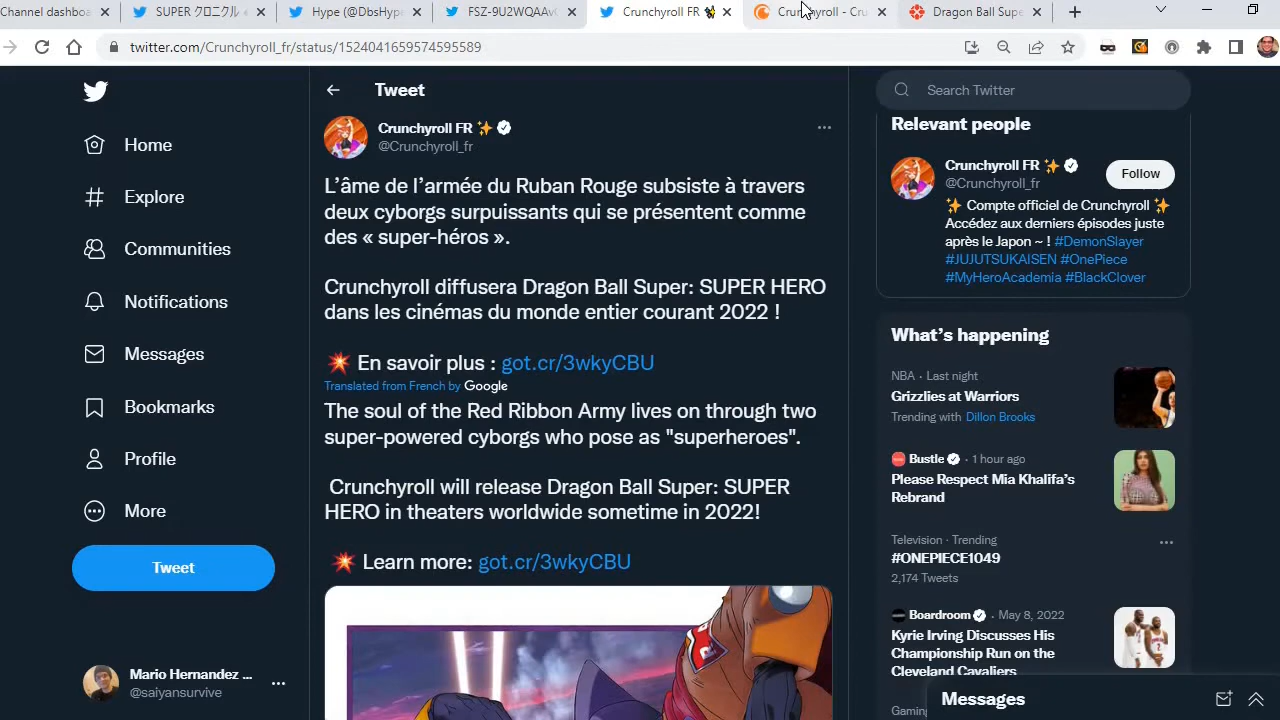 Channel dashboa
SUPER クロニクル
Hype (@DbsHype
FSZ-9U2WQAAv
Crunchyroll FR
Crunchyroll - Cru
Dragon Ball Supe
twitter.com/Crunchyroll_fr/status/1524041659574595589
Home
Explore
Communities
Notifications
Messages
Bookmarks
Profile
More
Tweet
Mario Hernandez ...
@saiyansurvive
Tweet
Crunchyroll FR ✨
@Crunchyroll_fr
L'âme de l'armée du Ruban Rouge subsiste à travers
deux cyborgs surpuissants qui se présentent comme
des « super-héros ».
Crunchyroll diffusera Dragon Ball Super: SUPER HERO
dans les cinémas du monde entier courant 2022 !
💥 En savoir plus : got.cr/3wkyCBU
Translated from French by Google
The soul of the Red Ribbon Army lives on through two
super-powered cyborgs who pose as "superheroes".
Crunchyroll will release Dragon Ball Super: SUPER
HERO in theaters worldwide sometime in 2022!
💥 Learn more: got.cr/3wkyCBU
Search Twitter
Relevant people
Crunchyroll FR ✨
@Crunchyroll_fr
Follow
✨ Compte officiel de Crunchyroll ✨
Accédez aux derniers épisodes juste
après le Japon ~ ! #DemonSlayer
#JUJUTSUKAISEN #OnePiece
#MyHeroAcademia #BlackClover
What's happening
NBA · Last night
Grizzlies at Warriors
Trending with Dillon Brooks
Bustle · 1 hour ago
Please Respect Mia Khalifa's
Rebrand
Television · Trending
#ONEPIECE1049
2,174 Tweets
Boardroom · May 8, 2022
Kyrie Irving Discusses His
Championship Run on the
Cleveland Cavaliers
Gaming
Messages